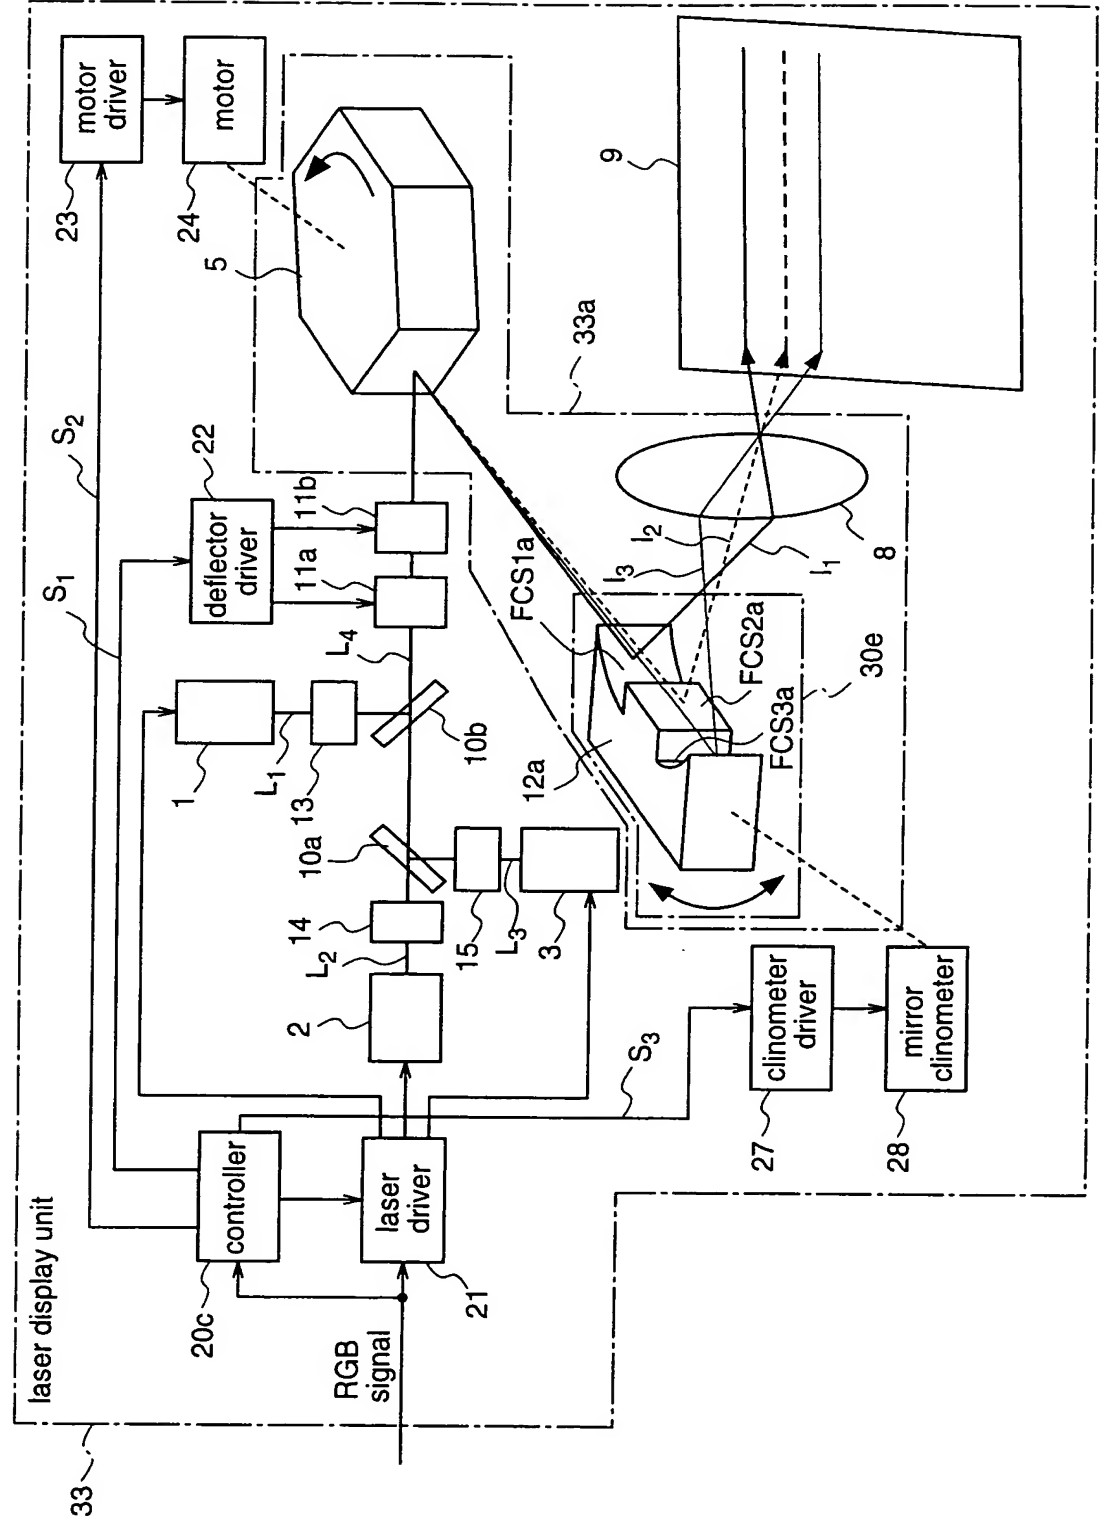 laser display unit
33
RGB
signal
20c
controller
21
laser
driver
S1
S2
S3
23
motor
driver
24
motor
5
22
deflector
driver
11a
11b
L4
1
L1
13
10b
10a
14
L2
2
15
L3
3
33a
9
8
l1
l2
l3
FCS1a
FCS2a
FCS3a
12a
30e
27
clinometer
driver
28
mirror
clinometer